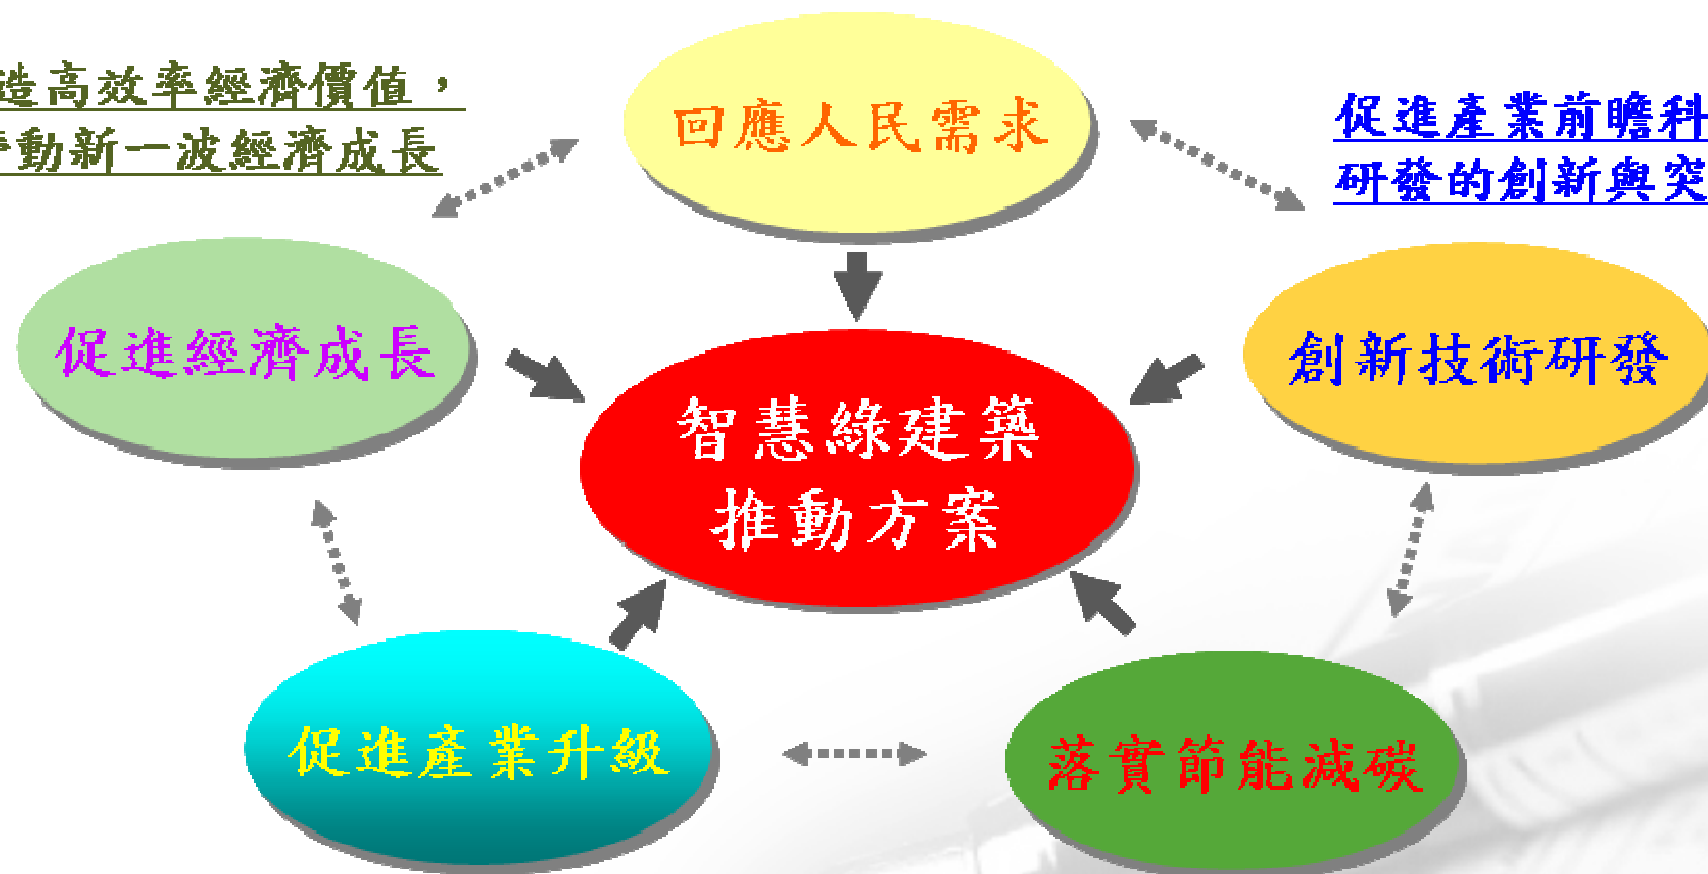 造高效率經濟價值，
動新一波經濟成長
回應人民需求
促進產業前瞻科
研發的創新與突
促進經濟成長
創新技術研發
智慧綠建築
推動方案
促進產業升級
落實節能減碳